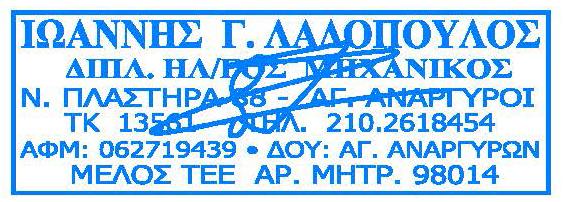 ΙΩΑΝΝΗΣ Γ. ΛΑΔΟΠΟΥΛΟΣ
ΔΙΠΛ. ΗΛ/ΓΟΣ ΜΗΧΑΝΙΚΟΣ
Ν. ΠΛΑΣΤΗΡΑ 38 - ΑΓ. ΑΝΑΡΓΥΡΟΙ
ΤΚ 13561 ΤΗΛ. 210.2618454
ΑΦΜ: 062719439 • ΔΟΥ: ΑΓ. ΑΝΑΡΓΥΡΩΝ
ΜΕΛΟΣ ΤΕΕ ΑΡ. ΜΗΤΡ. 98014